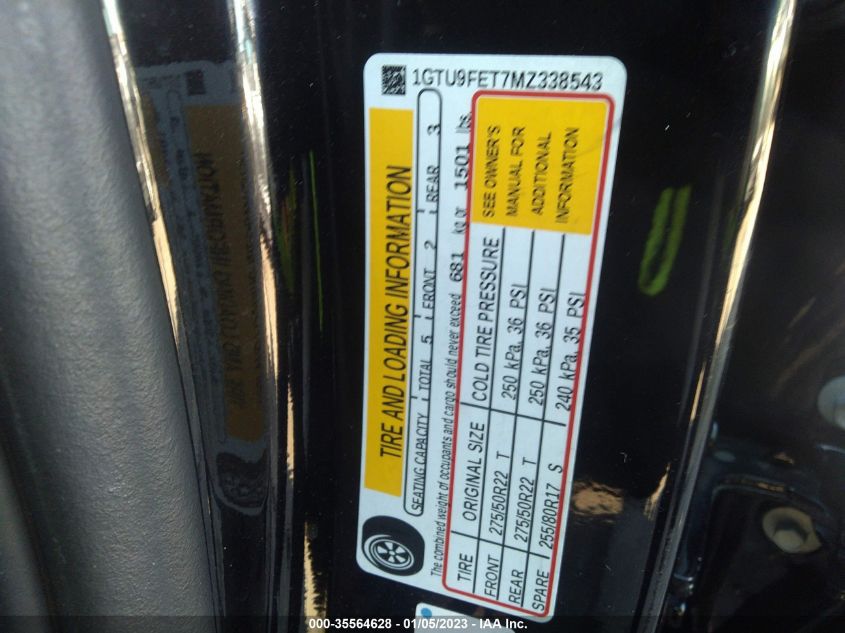 1GTU9FET7MZ338543
TIRE AND LOADING INFORMATION
SEATING CAPACITY TOTAL 5 FRONT 2 REAR 3
The combined weight of occupants and cargo should never exceed 681 kg or 1501 lbs.
TIRE ORIGINAL SIZE COLD TIRE PRESSURE
FRONT 275/50R22 T 250 kPa, 36 PSI
REAR 275/50R22 T 250 kPa, 36 PSI
SPARE 255/80R17 S 240 kPa, 35 PSI
SEE OWNER'S
MANUAL FOR
ADDITIONAL
INFORMATION
000-35564628 - 01/05/2023 - IAA Inc.